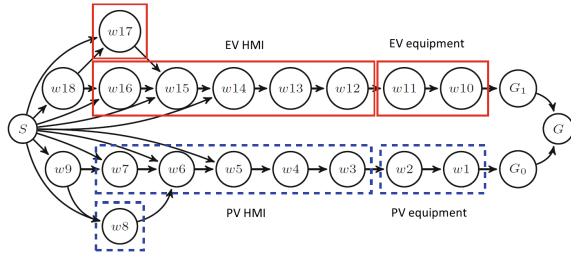 w17
EV HMI
EV equipment
w18
w16
w15
w14
w13
w12
w11
w10
G₁
S
G
w9
w7
w6
w5
w4
w3
w2
w1
G₀
w8
PV HMI
PV equipment